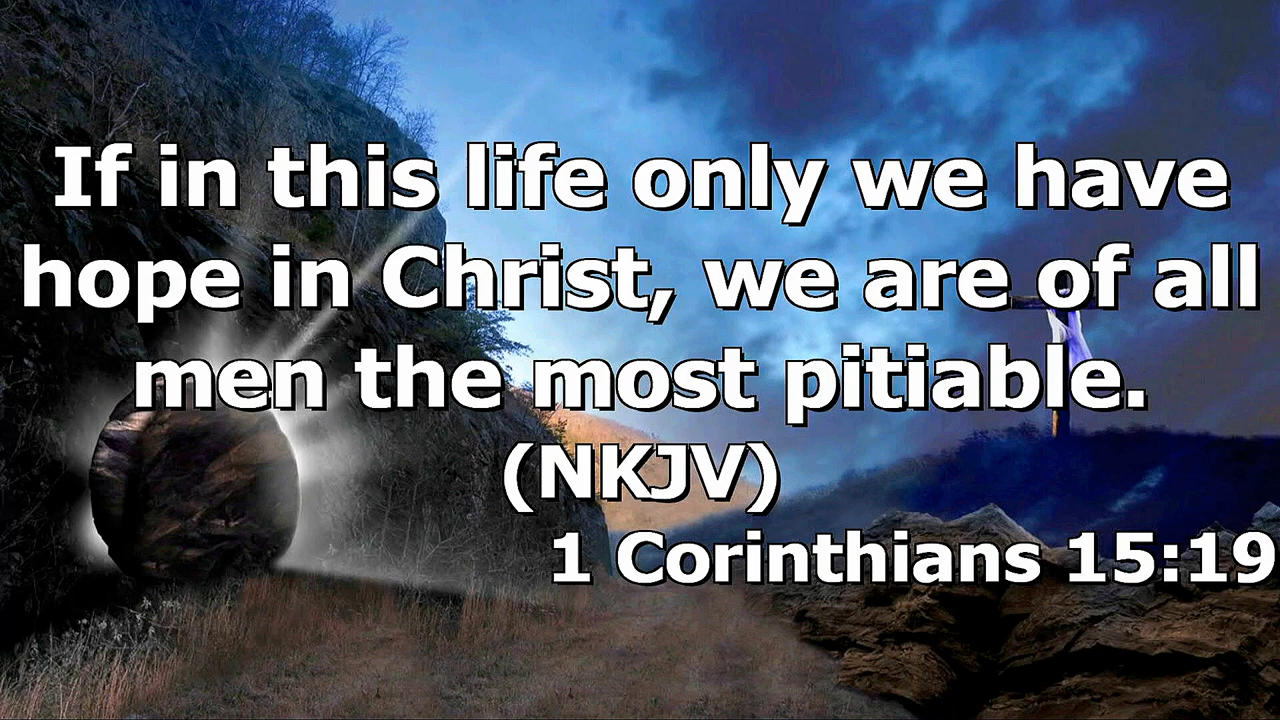 If in this life only we have
hope in Christ, we are of all
men the most pitiable.
(NKJV)
1 Corinthians 15:19